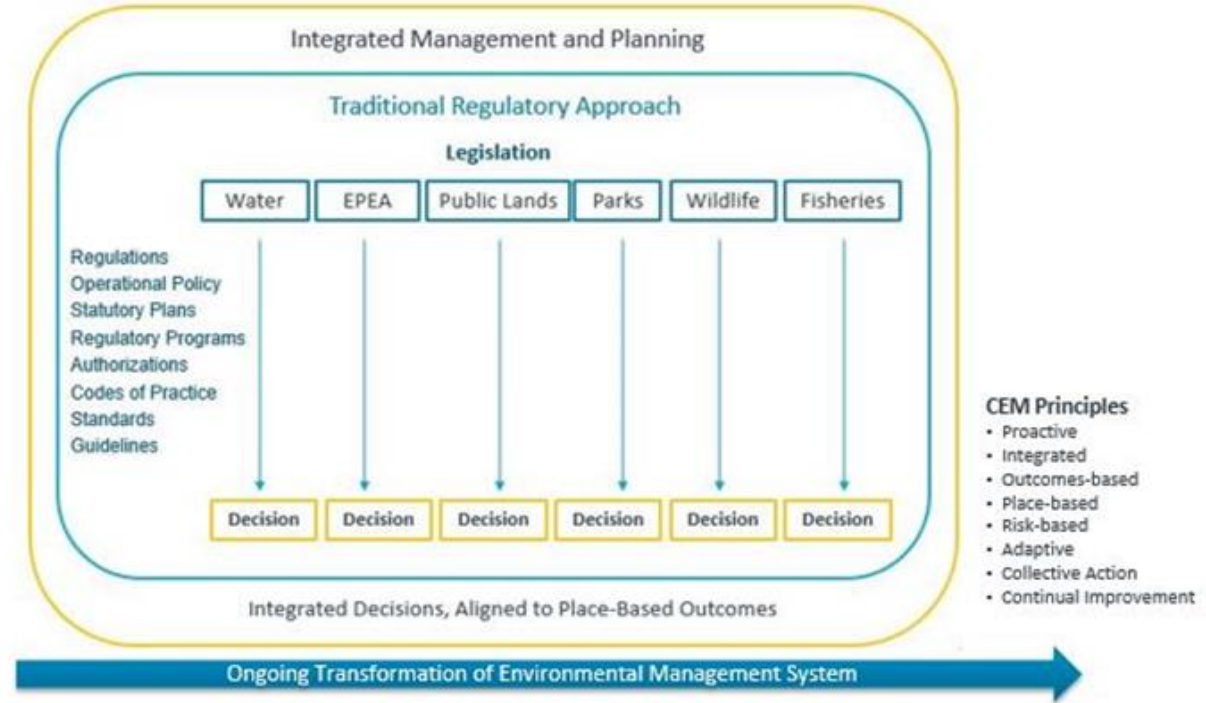 Integrated Management and Planning
Traditional Regulatory Approach
Legislation
Water EPEA Public Lands Parks Wildlife Fisheries
Regulations
Operational Policy
Statutory Plans
Regulatory Programs
Authorizations
Codes of Practice
Standards
Guidelines
Decision Decision Decision Decision Decision Decision
Integrated Decisions, Aligned to Place-Based Outcomes
CEM Principles
• Proactive
• Integrated
• Outcomes-based
• Place-based
• Risk-based
• Adaptive
• Collective Action
• Continual Improvement
Ongoing Transformation of Environmental Management System